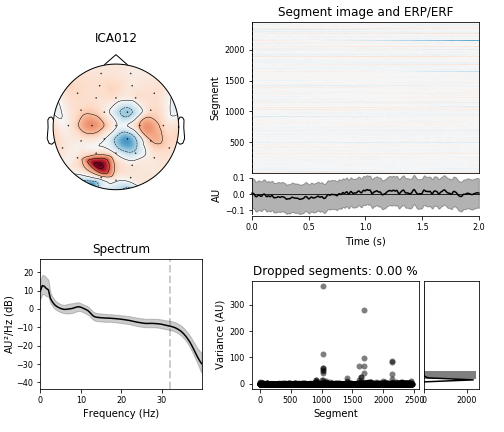 ICA012
Segment image and ERP/ERF
Segment
2000
1500
1000
500
AU
0.1
0.0
−0.1
0.0 0.5 1.0 1.5 2.0
Time (s)
Spectrum
AU²/Hz (dB)
20
10
0
−10
−20
−30
−40
0 10 20 30
Frequency (Hz)
Dropped segments: 0.00 %
Variance (AU)
300
200
100
0
0 500 1000 1500 2000 2500 0 2000
Segment